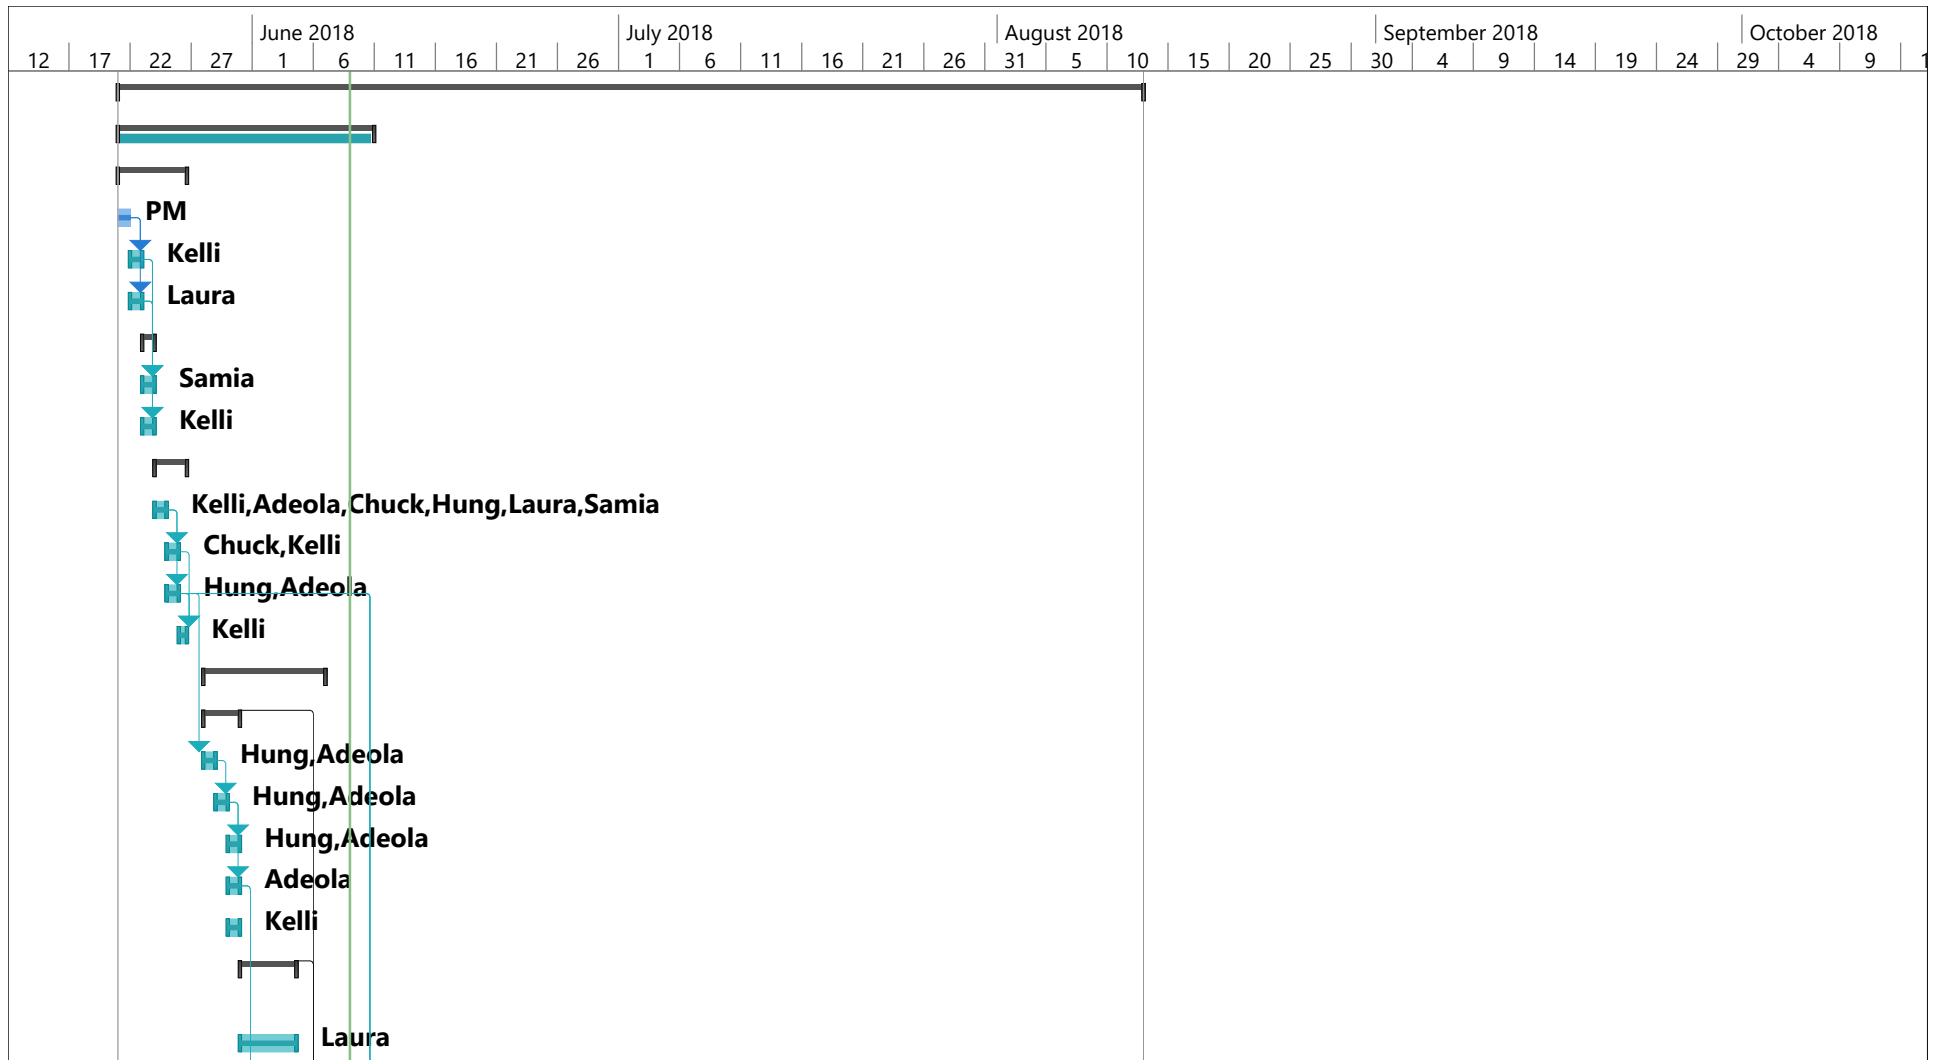 June 2018 July 2018 August 2018 September 2018 October 2018
12 17 22 27 1 6 11 16 21 26 1 6 11 16 21 26 31 5 10 15 20 25 30 4 9 14 19 24 29 4 9 1
PM
Kelli
Laura
Samia
Kelli
Kelli,Adeola,Chuck,Hung,Laura,Samia
Chuck,Kelli
Hung,Adeola
Kelli
Hung,Adeola
Hung,Adeola
Hung,Adeola
Adeola
Kelli
Laura